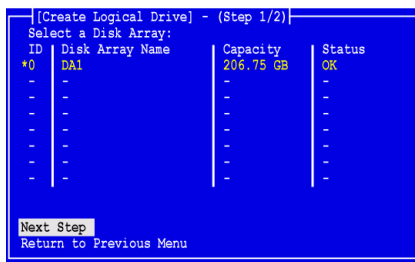 [Create Logical Drive] - (Step 1/2)
Select a Disk Array:
ID Disk Array Name Capacity Status
*0 DA1 206.75 GB OK
- - - -
- - - -
- - - -
- - - -
- - - -
- - - -
- - - -
Next Step
Return to Previous Menu